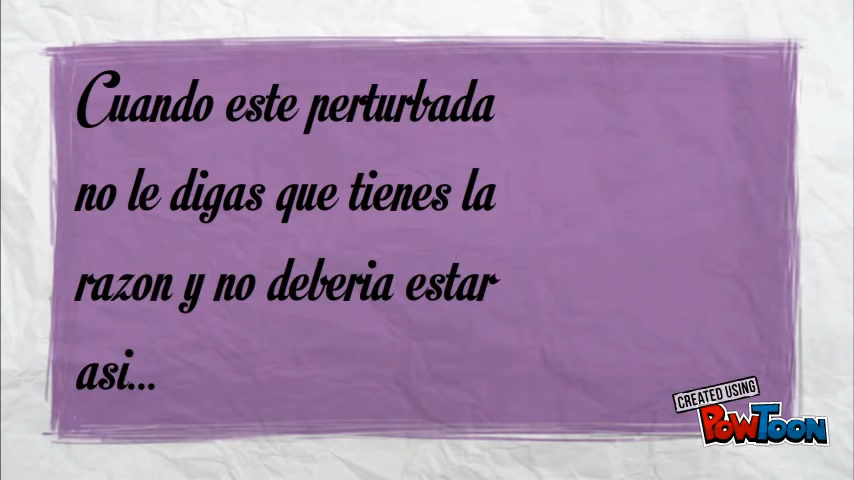 Cuando este perturbada
no le digas que tienes la
razon y no deberia estar
asi...
CREATED USING
POWTOON